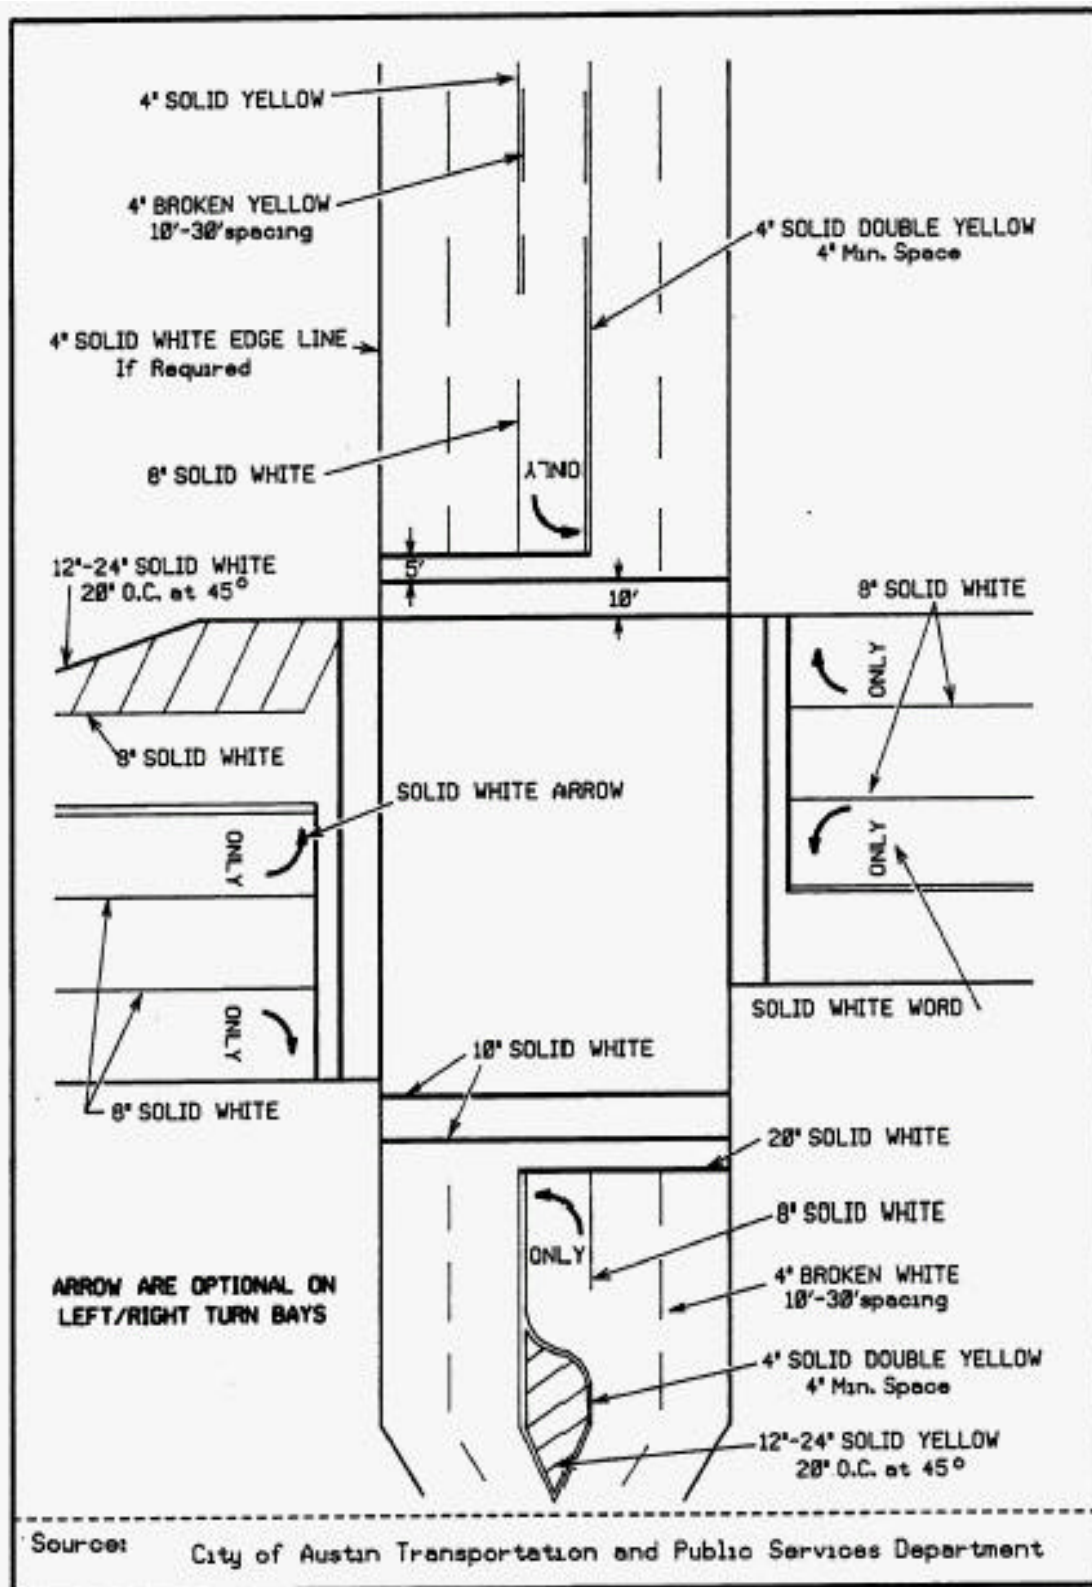 4" SOLID YELLOW
4" BROKEN YELLOW
10'-30'spacing
4" SOLID DOUBLE YELLOW
4" Min. Space
4" SOLID WHITE EDGE LINE
If Required
8" SOLID WHITE
ONLY
12"-24" SOLID WHITE
20" O.C. at 45°
5'
10'
8" SOLID WHITE
ONLY
8" SOLID WHITE
SOLID WHITE ARROW
ONLY
ONLY
SOLID WHITE WORD
ONLY
10" SOLID WHITE
8" SOLID WHITE
20" SOLID WHITE
8" SOLID WHITE
ONLY
4" BROKEN WHITE
10'-30'spacing
ARROW ARE OPTIONAL ON
LEFT/RIGHT TURN BAYS
4" SOLID DOUBLE YELLOW
4" Min. Space
12"-24" SOLID YELLOW
20" O.C. at 45°
Source: City of Austin Transportation and Public Services Department